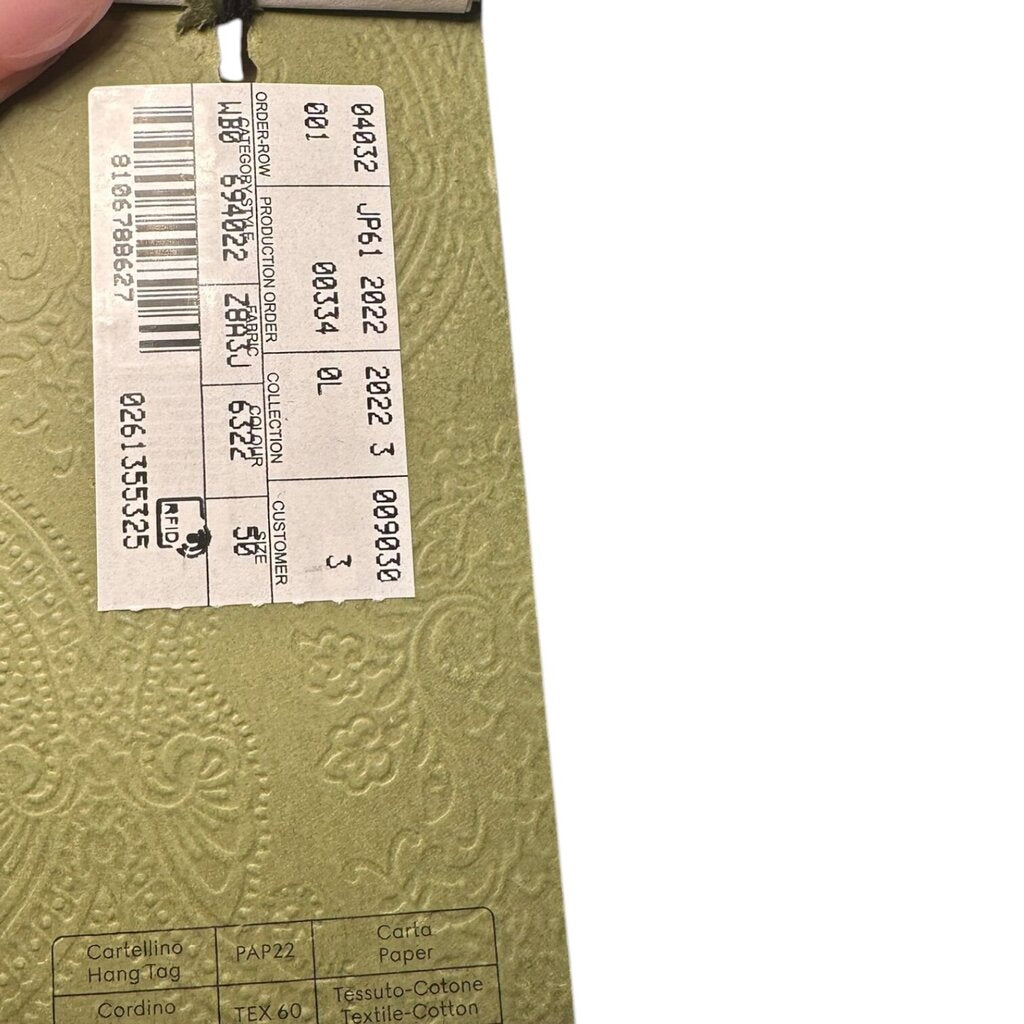 04032 JP61 2022 2022 3 009030
001 00334 0L 3
ORDER-ROW PRODUCTION ORDER COLLECTION CUSTOMER
CATEGORY-STYLE FABRIC COLOUR SIZE
WB0 694022 Z8A3J 6322 50
RFID
8106788627 0261355325
Cartellino
Hang Tag
PAP22
Carta
Paper
Cordino
TEX 60
Tessuto-Cotone
Textile-Cotton